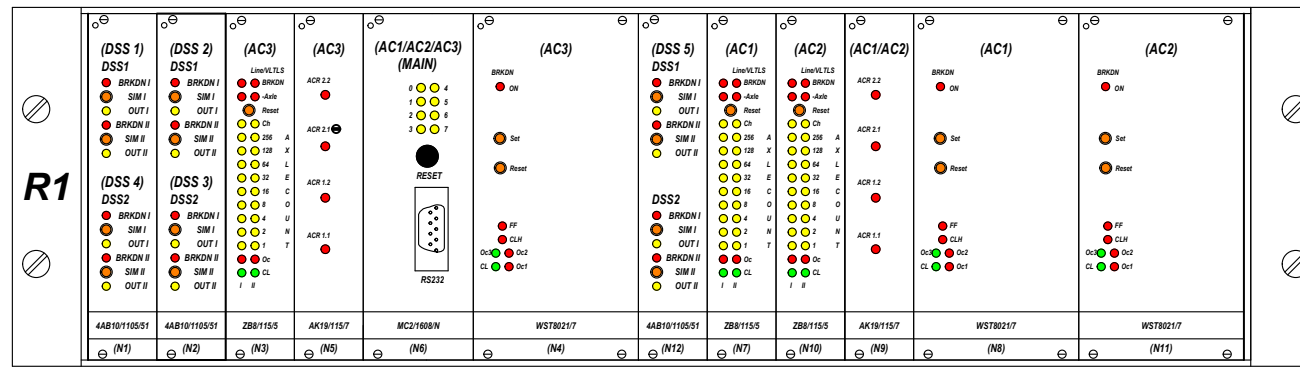 R1
(DSS 1)
DSS1
BRKDN I
SIM I
OUT I
BRKDN II
SIM II
OUT II
(DSS 4)
DSS2
BRKDN I
SIM I
OUT I
BRKDN II
SIM II
OUT II
4AB10/1105/51
(N1)
(DSS 2)
DSS1
BRKDN I
SIM I
OUT I
BRKDN II
SIM II
OUT II
(DSS 3)
DSS2
BRKDN I
SIM I
OUT I
BRKDN II
SIM II
OUT II
4AB10/1105/51
(N2)
(AC3)
Line/VLTLS
BRKDN
-Axle
Reset
Ch
256 A
128 X
64 L
32 E
16 C
8 O
4 U
2 N
1 T
Oc
CL
I II
ZB8/115/5
(N3)
(AC3)
ACR 2.2
ACR 2.1
ACR 1.2
ACR 1.1
AK19/115/7
(N5)
(AC1/AC2/AC3)
(MAIN)
0 4
1 5
2 6
3 7
RESET
RS232
MC2/1608/N
(N6)
(AC3)
BRKDN
ON
Set
Reset
FF
CLH
Oc3 Oc2
CL Oc1
WST8021/7
(N4)
(DSS 5)
DSS1
BRKDN I
SIM I
OUT I
BRKDN II
SIM II
OUT II
DSS2
BRKDN I
SIM I
OUT I
BRKDN II
SIM II
OUT II
4AB10/1105/51
(N12)
(AC1)
Line/VLTLS
BRKDN
-Axle
Reset
Ch
256 A
128 X
64 L
32 E
16 C
8 O
4 U
2 N
1 T
Oc
CL
I II
ZB8/115/5
(N7)
(AC2)
Line/VLTLS
BRKDN
-Axle
Reset
Ch
256 A
128 X
64 L
32 E
16 C
8 O
4 U
2 N
1 T
Oc
CL
I II
ZB8/115/5
(N10)
(AC1/AC2)
ACR 2.2
ACR 2.1
ACR 1.2
ACR 1.1
AK19/115/7
(N9)
(AC1)
BRKDN
ON
Set
Reset
FF
CLH
Oc3 Oc2
CL Oc1
WST8021/7
(N8)
(AC2)
BRKDN
ON
Set
Reset
FF
CLH
Oc3 Oc2
CL Oc1
WST8021/7
(N11)